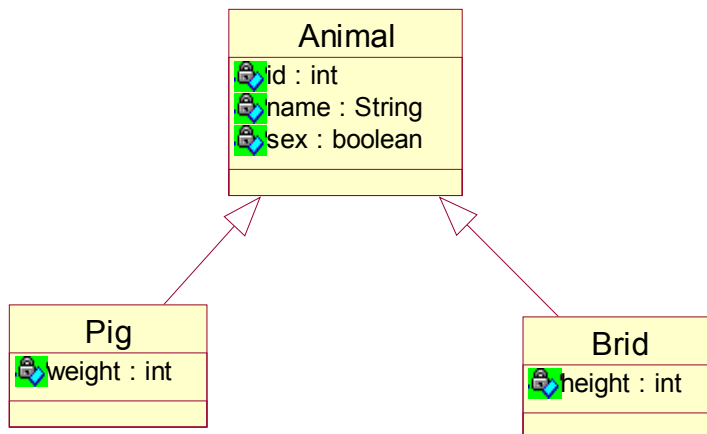 Animal
id : int
name : String
sex : boolean
Pig
weight : int
Brid
height : int